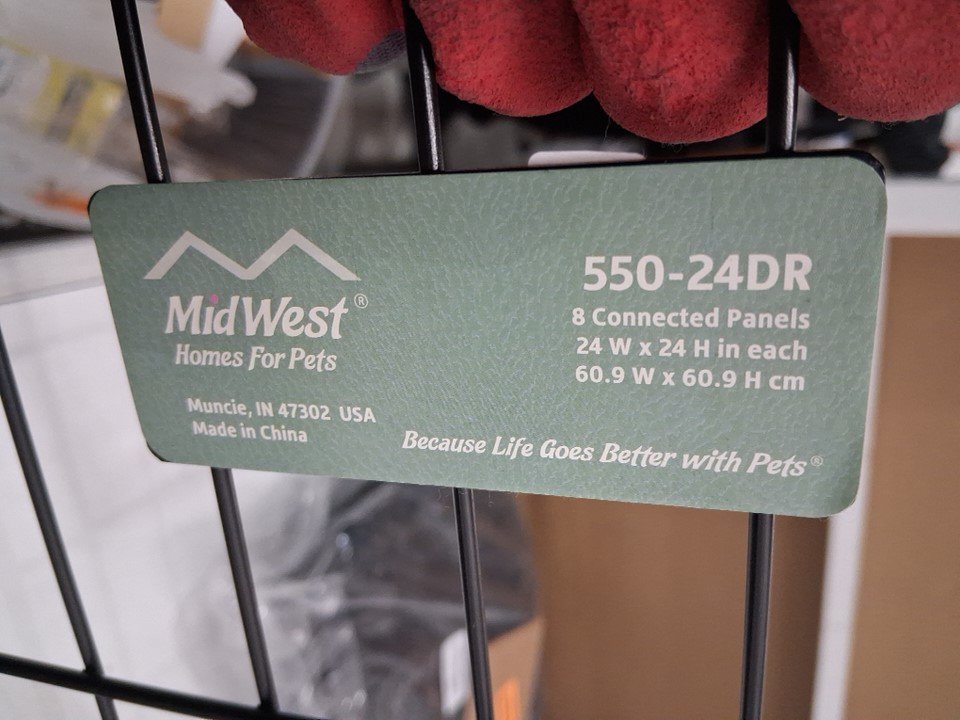 MidWest®
Homes For Pets
Muncie, IN 47302 USA
Made in China
550-24DR
8 Connected Panels
24 W x 24 H in each
60.9 W x 60.9 H cm
Because Life Goes Better with Pets®